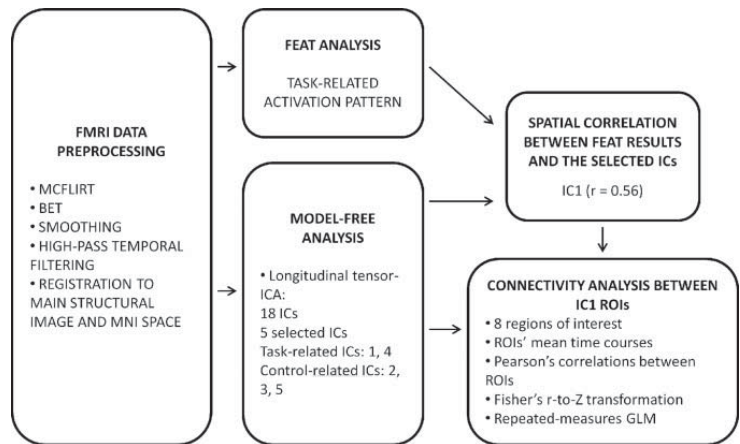 FMRI DATA
PREPROCESSING
• MCFLIRT
• BET
• SMOOTHING
• HIGH-PASS TEMPORAL
FILTERING
• REGISTRATION TO
MAIN STRUCTURAL
IMAGE AND MNI SPACE
FEAT ANALYSIS
TASK-RELATED
ACTIVATION PATTERN
MODEL-FREE
ANALYSIS
• Longitudinal tensor-
ICA:
18 ICs
5 selected ICs
Task-related ICs: 1, 4
Control-related ICs: 2,
3, 5
SPATIAL CORRELATION
BETWEEN FEAT RESULTS
AND THE SELECTED ICs
IC1 (r = 0.56)
CONNECTIVITY ANALYSIS BETWEEN
IC1 ROIs
• 8 regions of interest
• ROIs' mean time courses
• Pearson's correlations between
ROIs
• Fisher's r-to-Z transformation
• Repeated-measures GLM